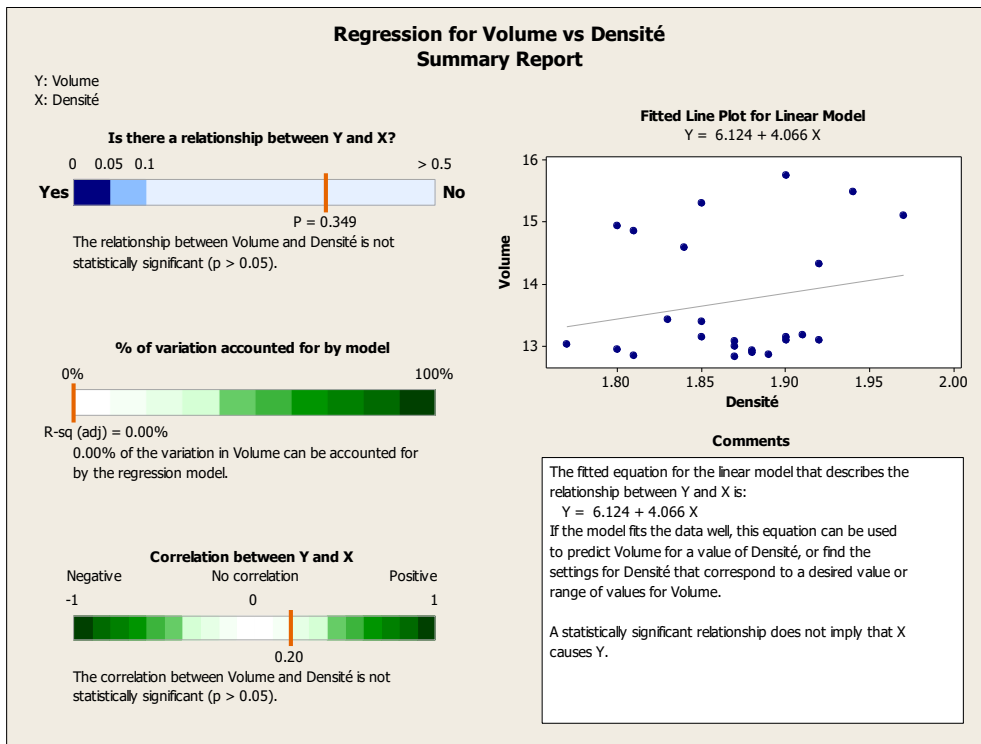 Regression for Volume vs Densité
Summary Report
Y: Volume
X: Densité
Is there a relationship between Y and X?
0 0.05 0.1 > 0.5
Yes No
P = 0.349
The relationship between Volume and Densité is not
statistically significant (p > 0.05).
% of variation accounted for by model
0% 100%
R-sq (adj) = 0.00%
0.00% of the variation in Volume can be accounted for
by the regression model.
Correlation between Y and X
Negative No correlation Positive
-1 0 1
0.20
The correlation between Volume and Densité is not
statistically significant (p > 0.05).
Fitted Line Plot for Linear Model
Y = 6.124 + 4.066 X
16
15
14
13
Volume
1.80 1.85 1.90 1.95 2.00
Densité
Comments
The fitted equation for the linear model that describes the
relationship between Y and X is:
Y = 6.124 + 4.066 X
If the model fits the data well, this equation can be used
to predict Volume for a value of Densité, or find the
settings for Densité that correspond to a desired value or
range of values for Volume.
A statistically significant relationship does not imply that X
causes Y.